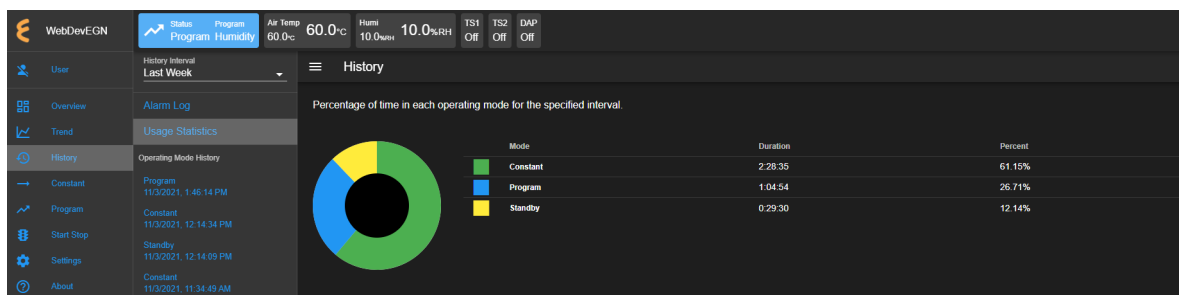 WebDevEGN
Status Program
Program Humidity
Air Temp
60.0°C 60.0°C
Humi
10.0%RH 10.0%RH
TS1 TS2 DAP
Off Off Off
User
Overview
Trend
History
Constant
Program
Start Stop
Settings
About
History Interval
Last Week
Alarm Log
Usage Statistics
Operating Mode History
Program
11/3/2021, 1:46:14 PM
Constant
11/3/2021, 12:14:34 PM
Standby
11/3/2021, 12:14:09 PM
Constant
11/3/2021, 11:34:49 AM
History
Percentage of time in each operating mode for the specified interval.
Mode Duration Percent
Constant 2:28:35 61.15%
Program 1:04:54 26.71%
Standby 0:29:30 12.14%